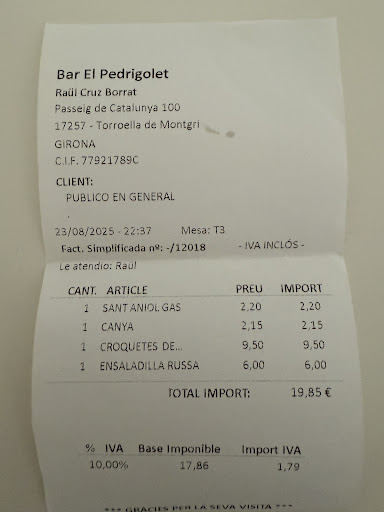 Bar El Pedrigolet
Raül Cruz Borrat
Passeig de Catalunya 100
17257 - Torroella de Montgrí
GIRONA
C.I.F. 77921789C
CLIENT:
PUBLICO EN GENERAL
.
23/08/2025 - 22:37 Mesa: T3
Fact. Simplificada nº: -/12018 - IVA INCLÒS -
Le atendio: Raül
CANT. ARTICLE PREU IMPORT
1 SANT ANIOL GAS 2,20 2,20
1 CANYA 2,15 2,15
1 CROQUETES DE... 9,50 9,50
1 ENSALADILLA RUSSA 6,00 6,00
TOTAL IMPORT: 19,85 €
% IVA Base Imponible Import IVA
10,00% 17,86 1,79
*** GRACIES PER LA SEVA VISITA ***